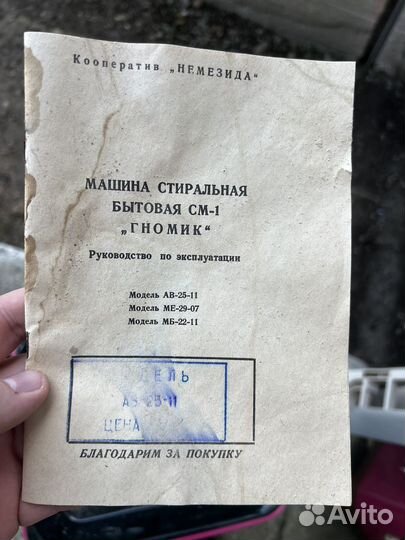 Кооператив „НЕМЕЗИДА“
МАШИНА СТИРАЛЬНАЯ
БЫТОВАЯ СМ-1
„ГНОМИК“
Руководство по эксплуатации
Модель АВ-25-11
Модель МЕ-29-07
Модель МБ-22-11
ЦЕНА
БЛАГОДАРИМ ЗА ПОКУПКУ
Avito